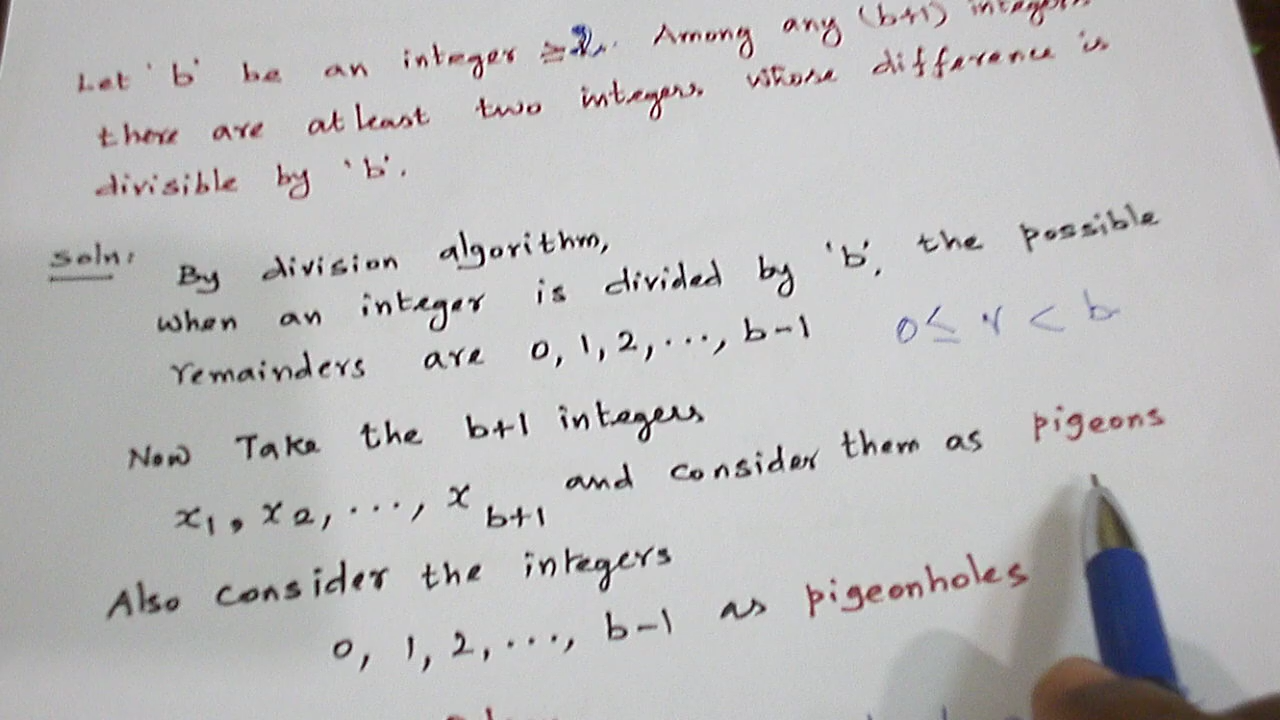 Let 'b' be an integer ≥2. Among any (b+1) integers
there are atleast two integers whose difference is
divisible by 'b'.
Soln: By division algorithm,
when an integer is divided by 'b', the possible
remainders are 0, 1, 2, ..., b-1 0 ≤ r < b
Now Take the b+1 integers
x₁, x₂, ..., x_{b+1} and consider them as pigeons
Also consider the integers
0, 1, 2, ..., b-1 as pigeonholes